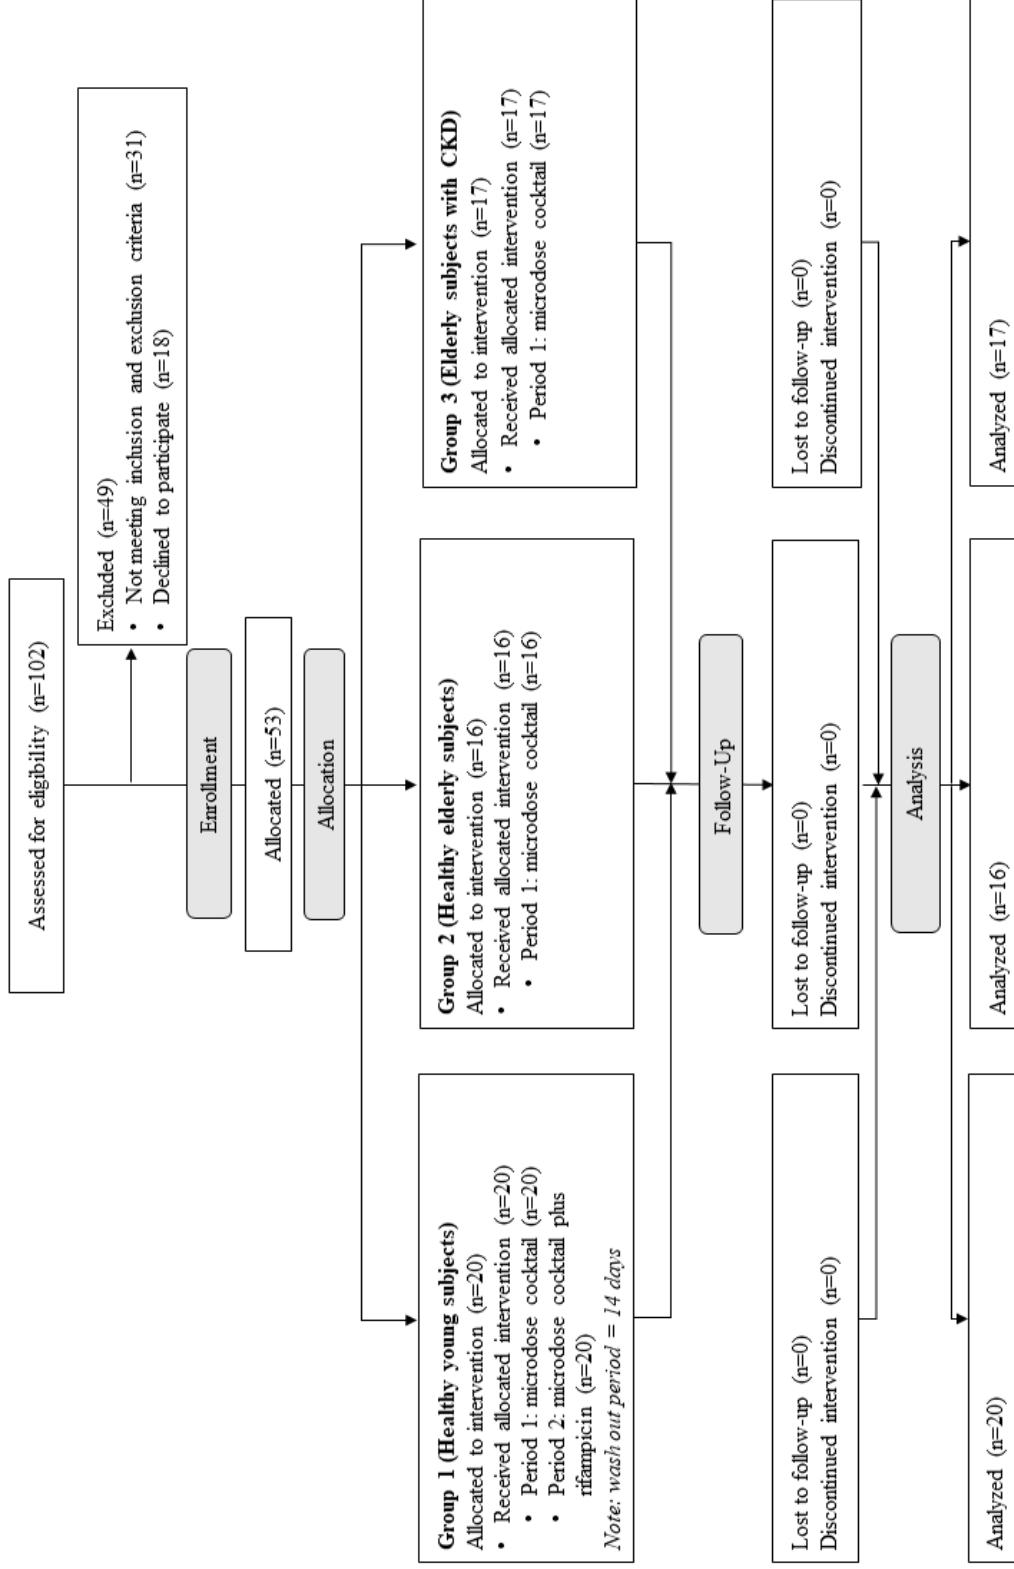 Assessed for eligibility (n=102)
Excluded (n=49)
• Not meeting inclusion and exclusion criteria (n=31)
• Declined to participate (n=18)
Enrollment
Allocated (n=53)
Allocation
Group 1 (Healthy young subjects)
Allocated to intervention (n=20)
• Received allocated intervention (n=20)
• Period 1: microdose cocktail (n=20)
• Period 2: microdose cocktail plus
rifampicin (n=20)
Note: wash out period = 14 days
Group 2 (Healthy elderly subjects)
Allocated to intervention (n=16)
• Received allocated intervention (n=16)
• Period 1: microdose cocktail (n=16)
Group 3 (Elderly subjects with CKD)
Allocated to intervention (n=17)
• Received allocated intervention (n=17)
• Period 1: microdose cocktail (n=17)
Follow-Up
Lost to follow-up (n=0)
Discontinued intervention (n=0)
Lost to follow-up (n=0)
Discontinued intervention (n=0)
Lost to follow-up (n=0)
Discontinued intervention (n=0)
Analysis
Analyzed (n=20)
Analyzed (n=16)
Analyzed (n=17)